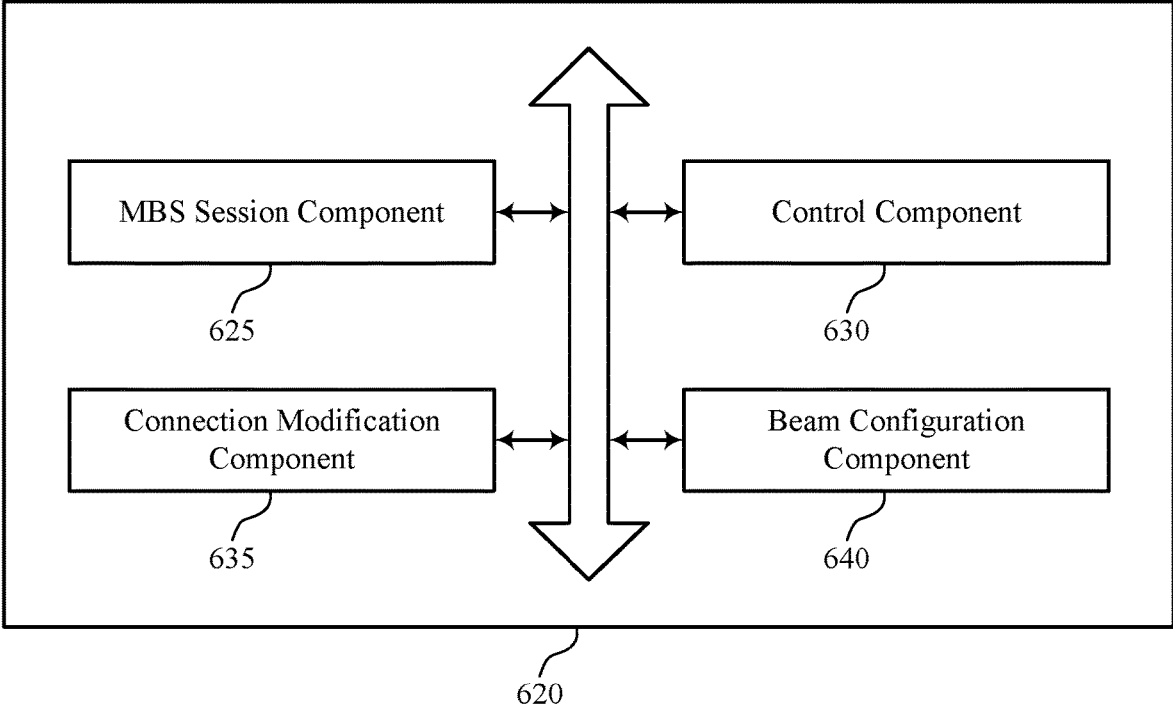 MBS Session Component
Control Component
625
630
Connection Modification
Component
Beam Configuration
Component
635
640
620